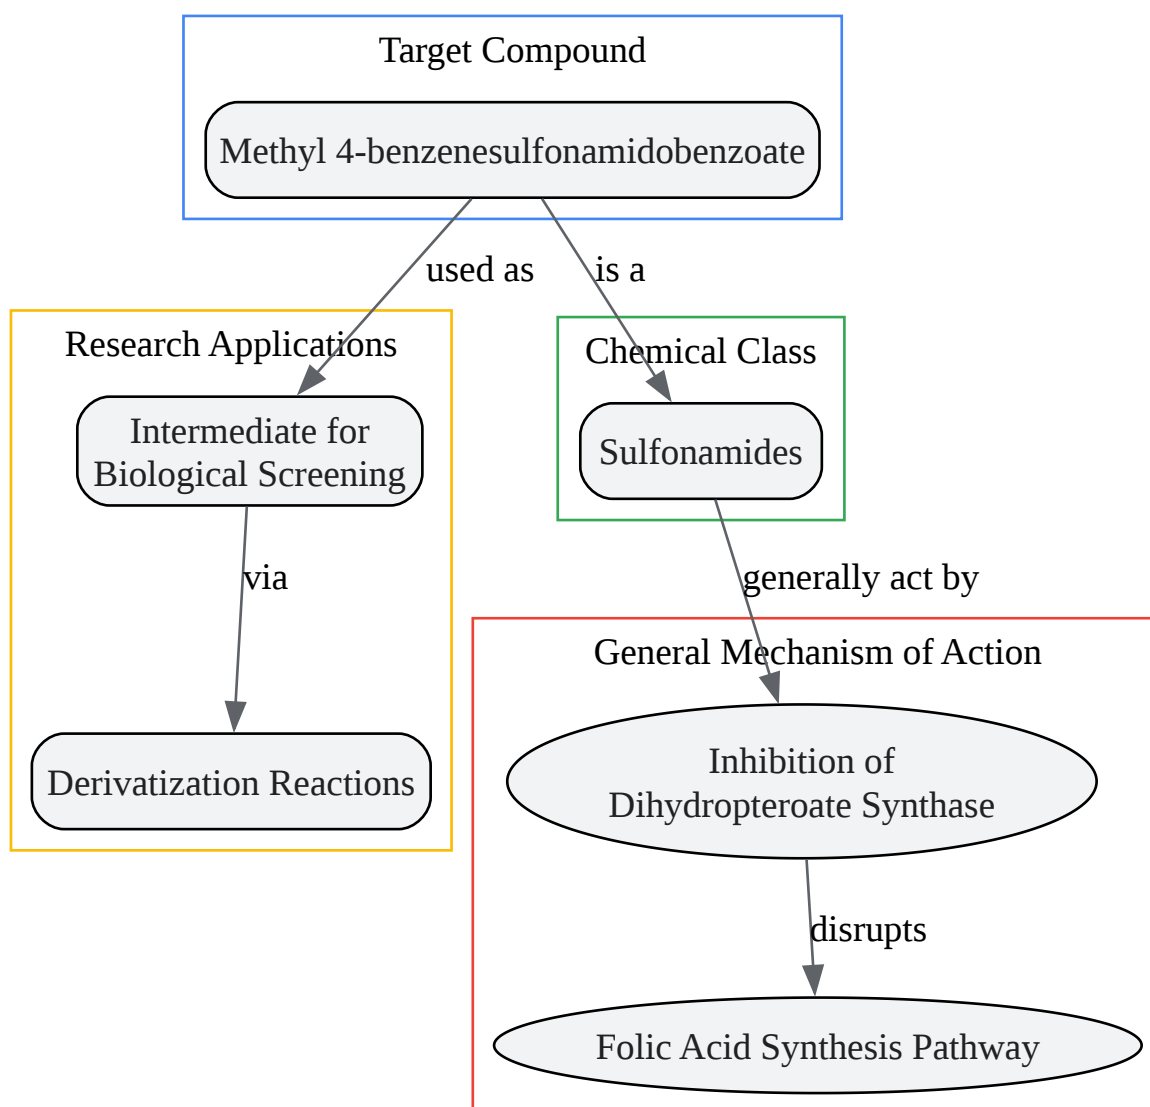 Target Compound
Methyl 4-benzenesulfonamidobenzoate
used as
is a
Research Applications
Chemical Class
Intermediate for
Biological Screening
Sulfonamides
via
generally act by
General Mechanism of Action
Derivatization Reactions
Inhibition of
Dihydropteroate Synthase
disrupts
Folic Acid Synthesis Pathway